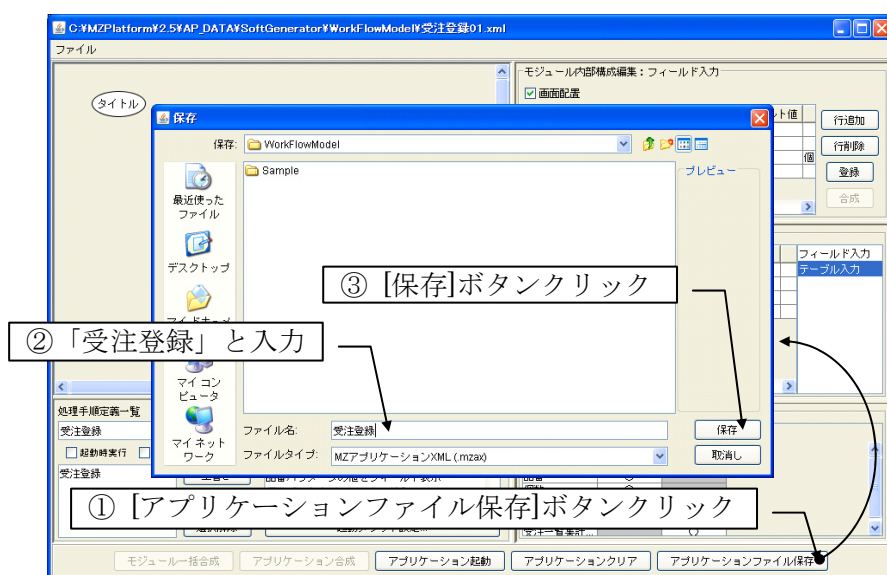 C:¥MZPlatform¥2.5¥AP_DATA¥SoftGenerator¥WorkFlowModel¥受注登録01.xml
ファイル
タイトル
モジュール内部構成編集：フィールド入力
画面配置
ト値
個
行追加
行削除
登録
合成
保存
保存:
WorkFlowModel
最近使った
ファイル
Sample
プレビュー
デスクトップ
③ [保存]ボタンクリック
②「受注登録」と入力
マイ コン
ピュータ
マイ ネット
ワーク
ファイル名:
受注登録
保存
ファイルタイプ:
MZアプリケーションXML (.mzax)
取消し
フィールド入力
テーブル入力
処理手順定義一覧
受注登録
起動時実行
受注登録
① [アプリケーションファイル保存]ボタンクリック
モジュール一括合成
アプリケーション合成
アプリケーション起動
アプリケーションクリア
アプリケーションファイル保存